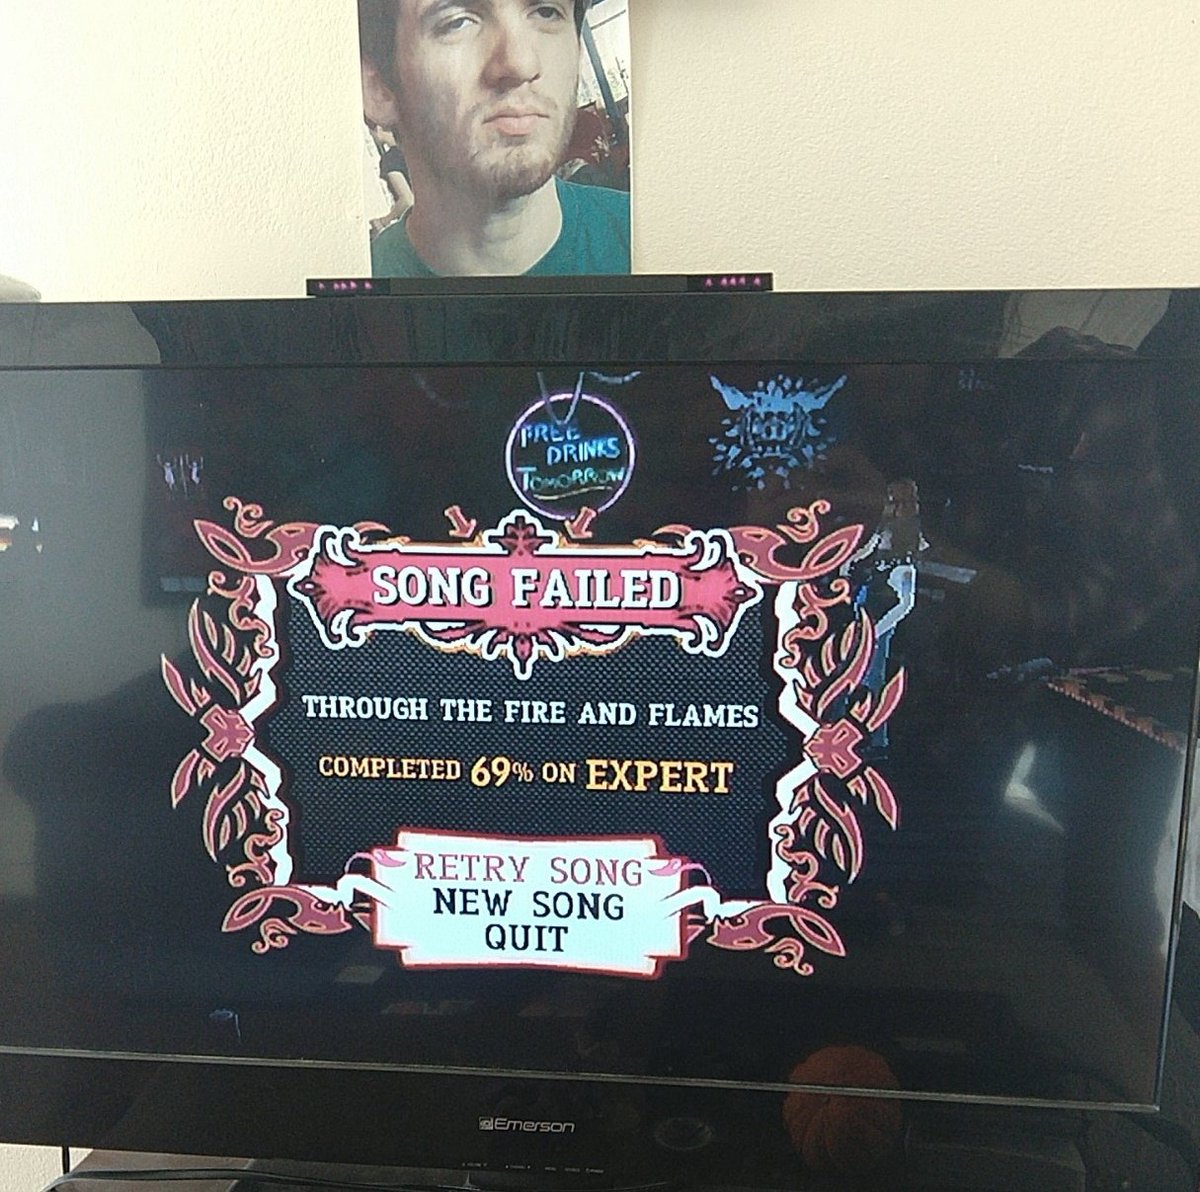 FREE
DRINKS
TOMORROW
SONG FAILED
THROUGH THE FIRE AND FLAMES
COMPLETED 69% ON EXPERT
RETRY SONG
NEW SONG
QUIT
Emerson